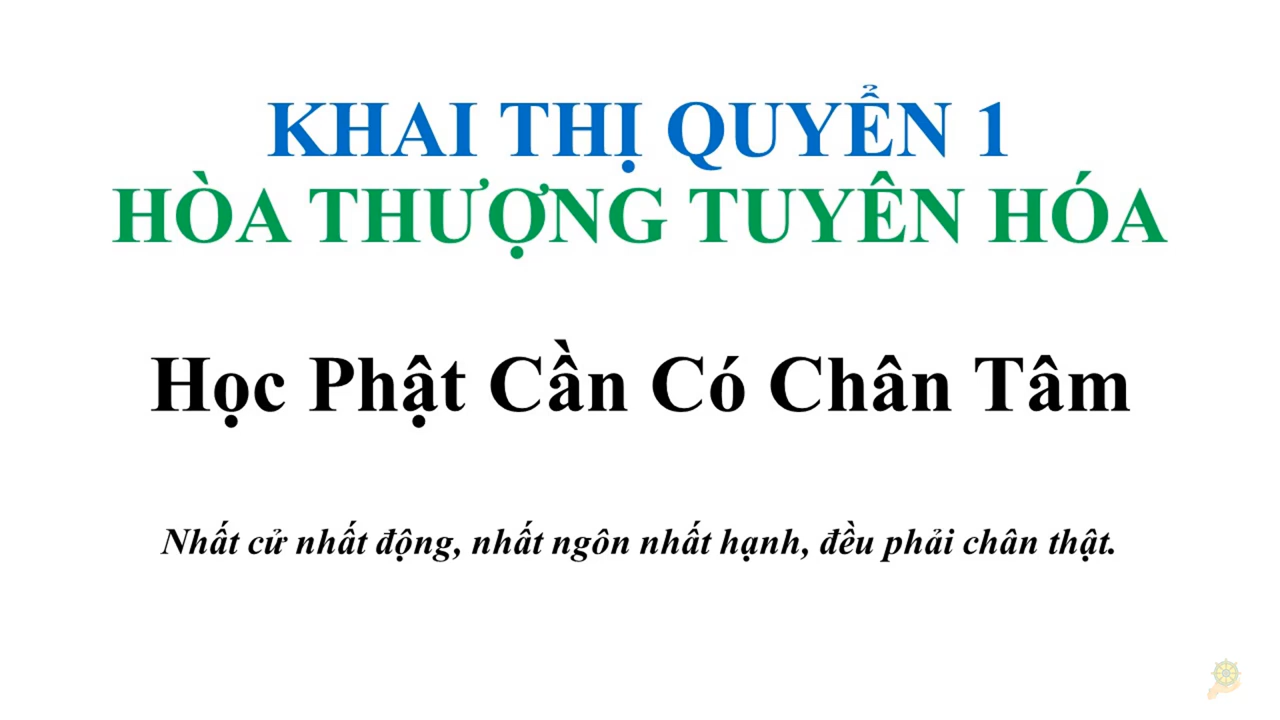 KHAI THỊ QUYỂN 1
HÒA THƯỢNG TUYÊN HÓA
Học Phật Cần Có Chân Tâm
Nhất cử nhất động, nhất ngôn nhất hạnh, đều phải chân thật.